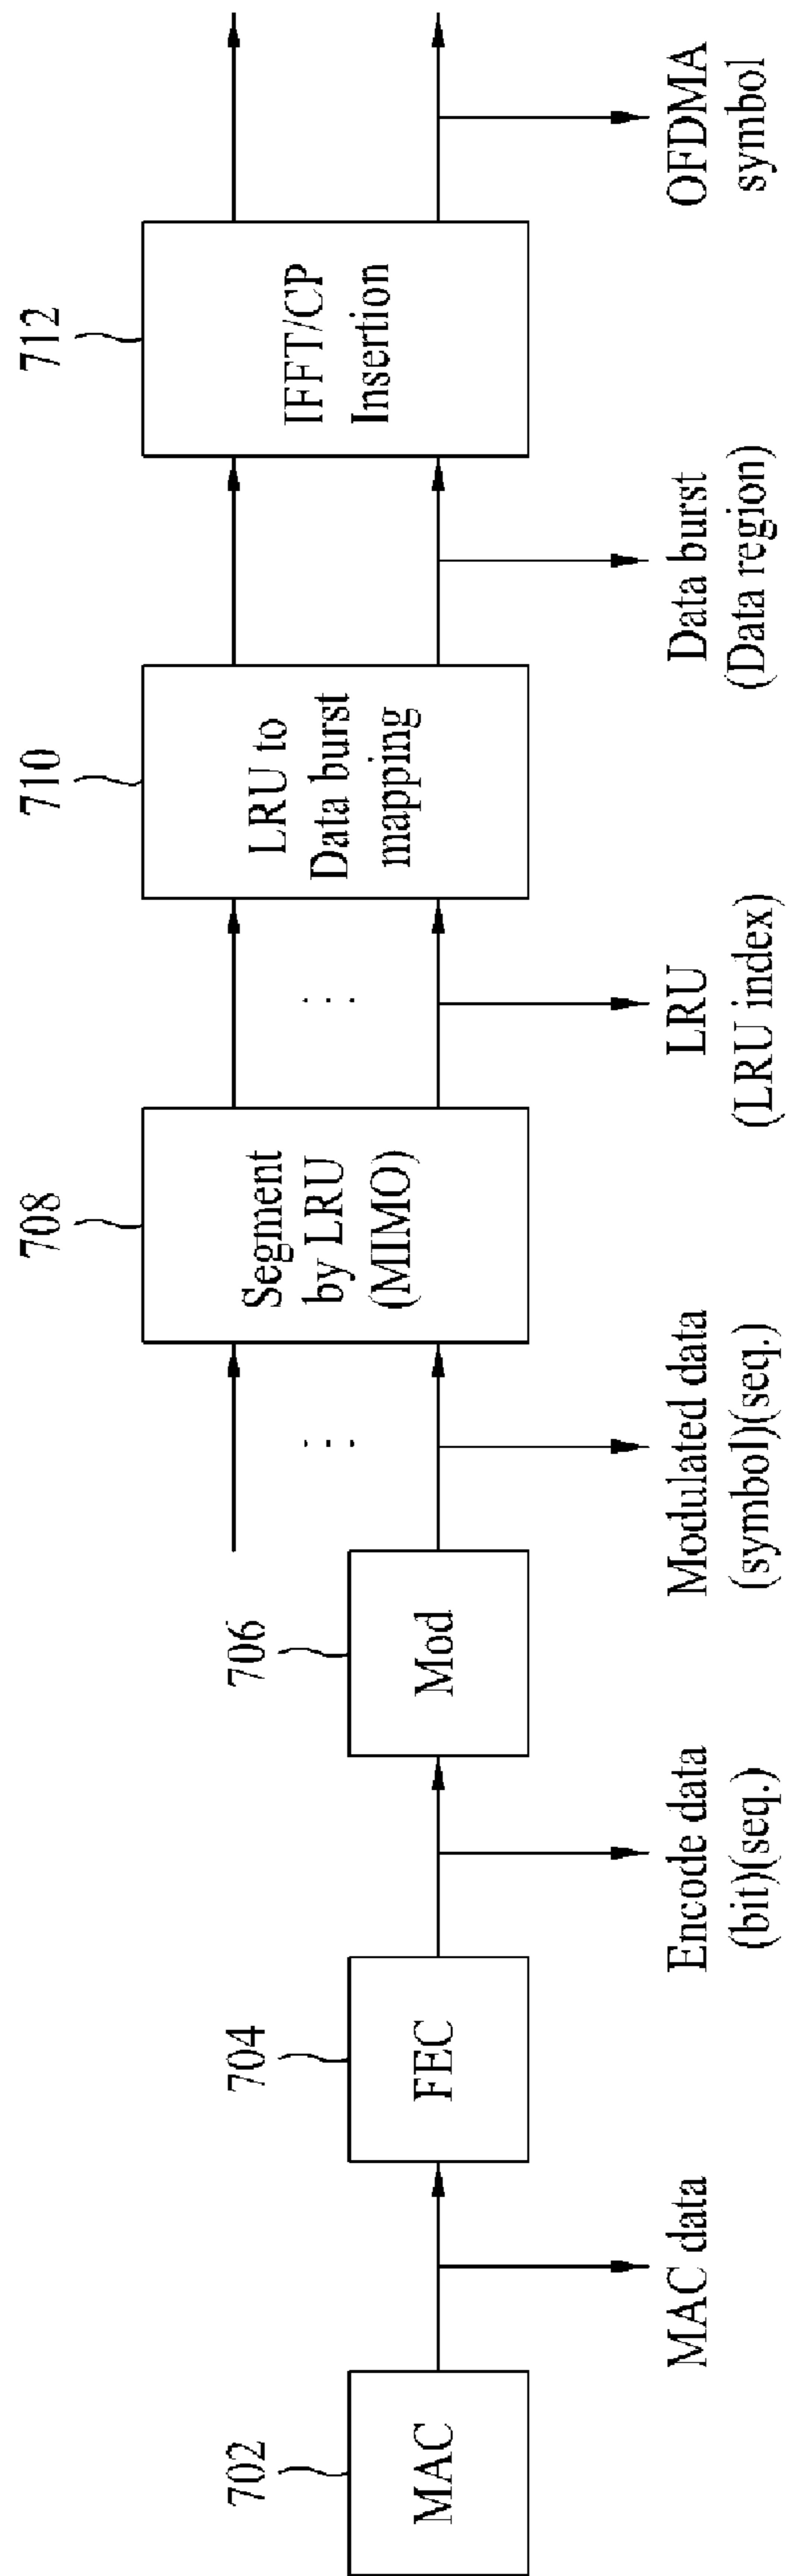 702
MAC
MAC data
704
FEC
Encode data
(bit)(seq.)
706
Mod
Modulated data
(symbol)(seq.)
708
Segment
by LRU
(MIMO)
LRU
(LRU index)
710
LRU to
Data burst
mapping
Data burst
(Data region)
712
IFFT/CP
Insertion
OFDMA
symbol